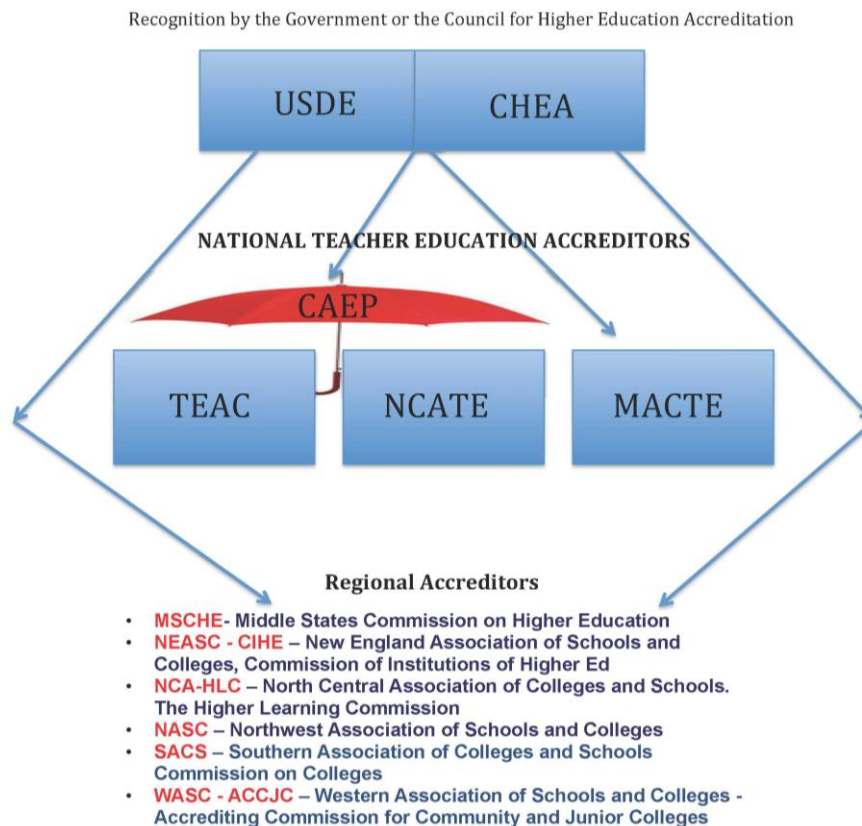 Recognition by the Government or the Council for Higher Education Accreditation
USDE
CHEA
NATIONAL TEACHER EDUCATION ACCREDITORS
CAEP
TEAC
NCATE
MACTE
Regional Accreditors
• MSCHE- Middle States Commission on Higher Education
• NEASC - CIHE – New England Association of Schools and
Colleges, Commission of Institutions of Higher Ed
• NCA-HLC – North Central Association of Colleges and Schools.
The Higher Learning Commission
• NASC – Northwest Association of Schools and Colleges
• SACS – Southern Association of Colleges and Schools
Commission on Colleges
• WASC - ACCJC – Western Association of Schools and Colleges -
Accrediting Commission for Community and Junior Colleges